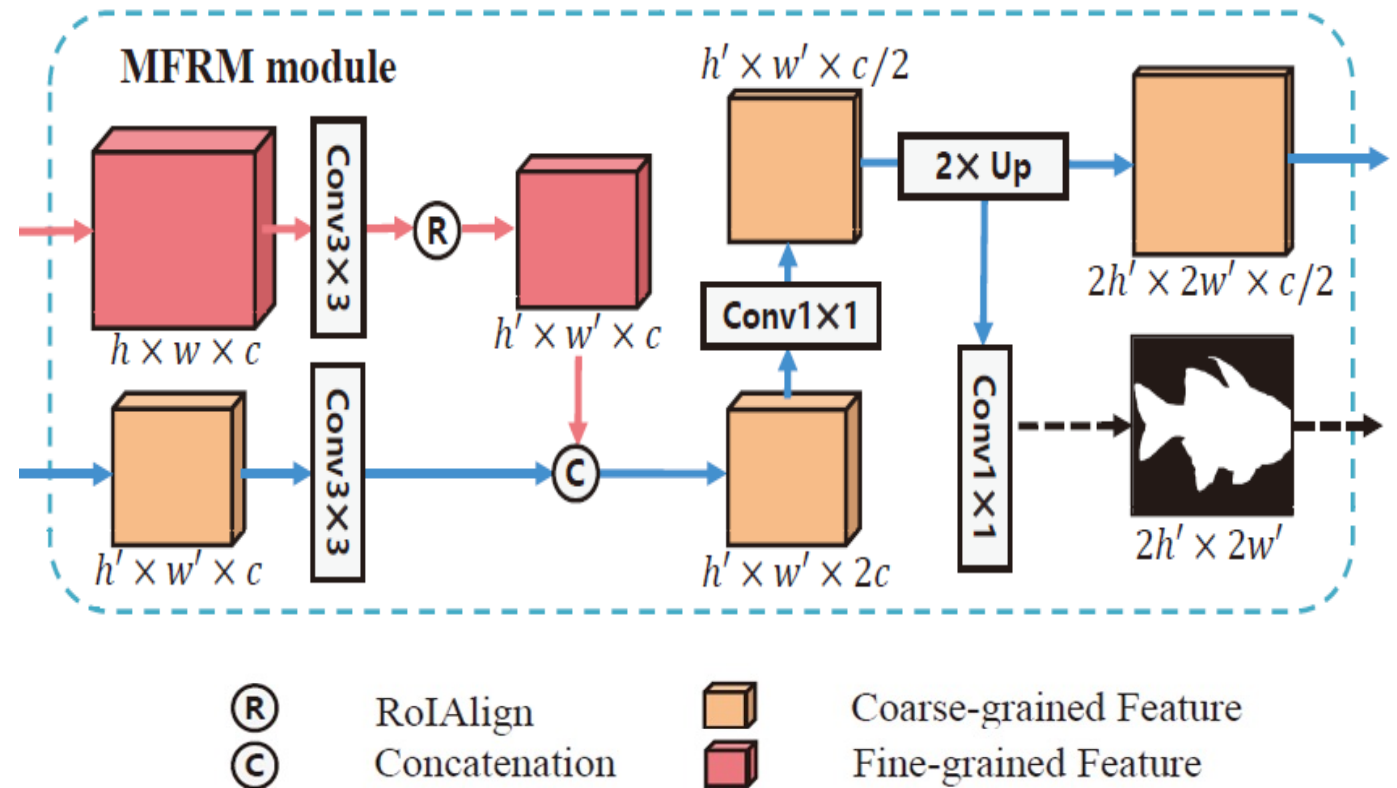 MFRM module
h × w × c
Conv3×3
R
h′ × w′ × c
h′ × w′ × c
Conv3×3
C
h′ × w′ × 2c
Conv1×1
h′ × w′ × c/2
2× Up
2h′ × 2w′ × c/2
Conv1×1
2h′ × 2w′
R RoIAlign
C Concatenation
Coarse-grained Feature
Fine-grained Feature